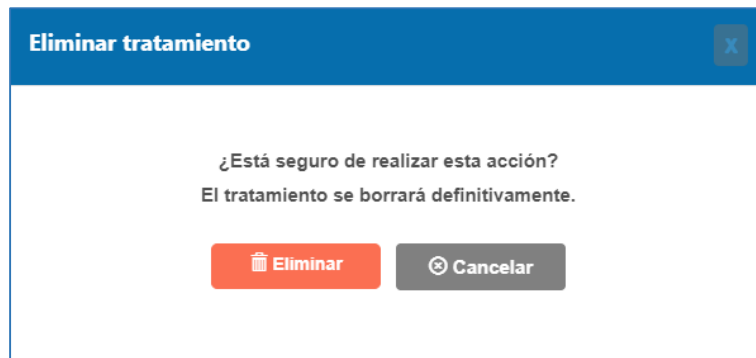 Eliminar tratamiento
X
¿Está seguro de realizar esta acción?
El tratamiento se borrará definitivamente.
Eliminar
Cancelar